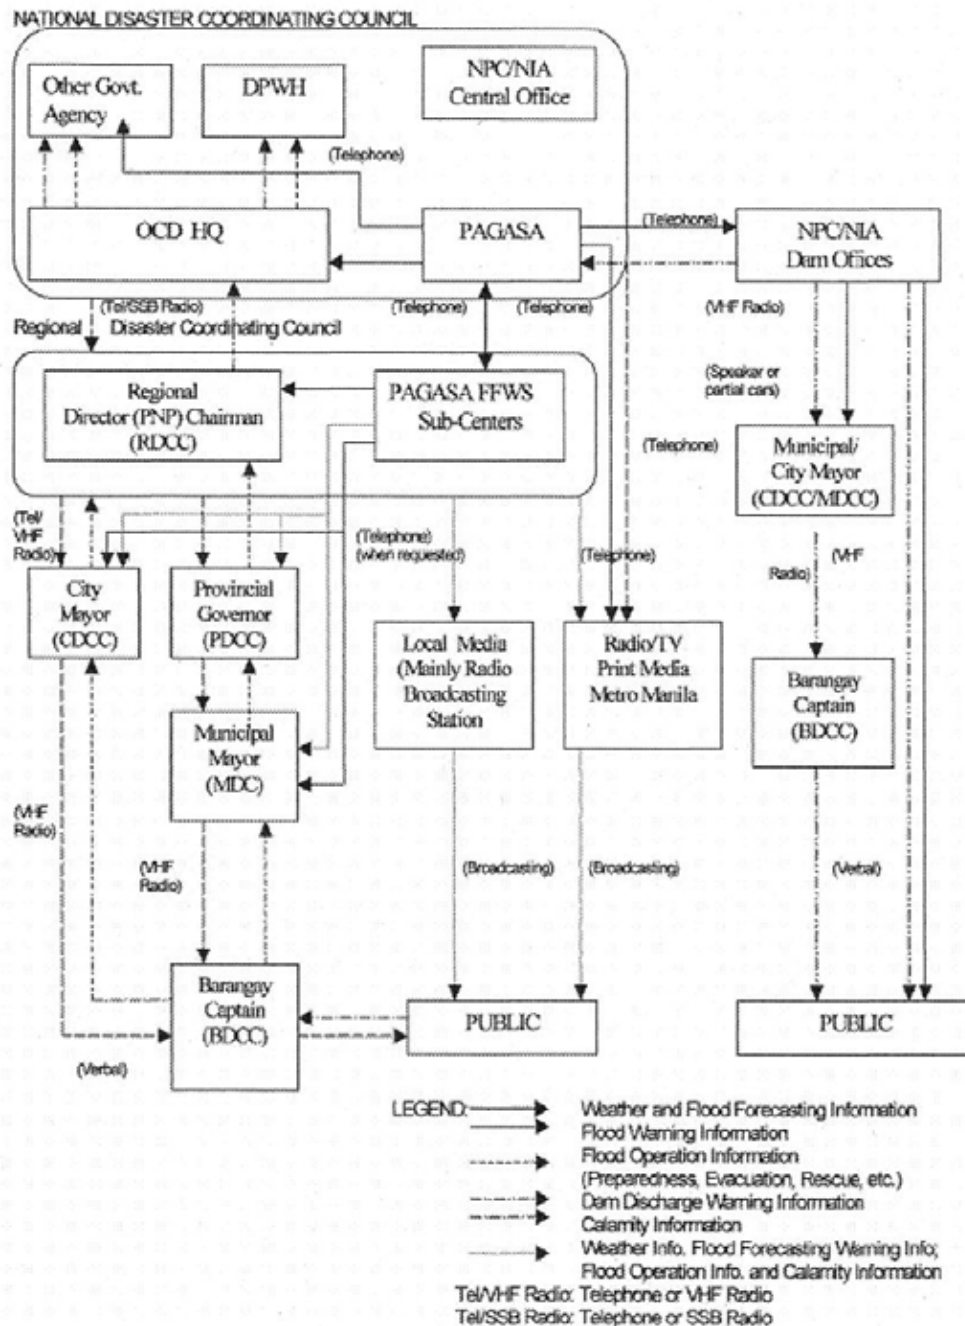 NATIONAL DISASTER COORDINATING COUNCIL
Other Govt.
Agency
DPWH
NPC/NIA
Central Office
(Telephone)
OCD HQ
PAGASA
(Telephone)
NPC/NIA
Dam Offices
(Tel/SSB Radio)
(Telephone)
(Telephone)
(VHF Radio)
Regional
Disaster Coordinating Council
Regional
Director (PNP) Chairman
(RDCC)
PAGASA FFWS
Sub-Centers
(Speaker or
partial cars)
(Telephone)
Municipal/
City Mayor
(CDCC/MDCC)
(Tel/
VHF
Radio)
(Telephone)
(when requested)
(Telephone)
(VHF
Radio)
City
Mayor
(CDCC)
Provincial
Governor
(PDCC)
Local Media
(Mainly Radio
Broadcasting
Station
Radio/TV
Print Media
Metro Manila
Barangay
Captain
(BDCC)
Municipal
Mayor
(MDC)
(VHF
Radio)
(VHF
Radio)
(Broadcasting)
(Broadcasting)
(Verbal)
Barangay
Captain
(BDCC)
PUBLIC
PUBLIC
(Verbal)
LEGEND:
Weather and Flood Forecasting Information
Flood Warning Information
Flood Operation Information
(Preparedness, Evacuation, Rescue, etc.)
Dam Discharge Warning Information
Calamity Information
Weather Info. Flood Forecasting Warning Info;
Flood Operation Info. and Calamity Information
Tel/VHF Radio: Telephone or VHF Radio
Tel/SSB Radio: Telephone or SSB Radio